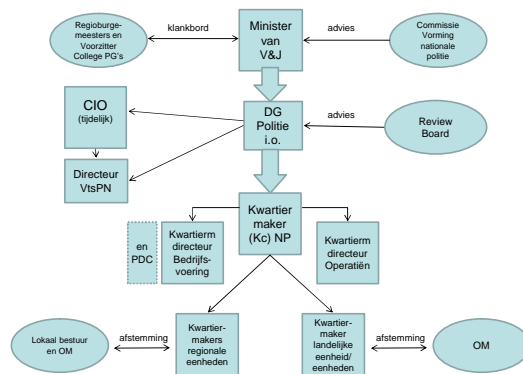 Regioburge-
meesters en
Voorzitter
College PG's
klankbord
Minister
van
V&J
advies
Commissie
Vorming
nationale
politie
CIO
(tijdelijk)
DG
Politie
i.o.
advies
Review
Board
Directeur
VtsPN
en
PDC
Kwartierm
directeur
Bedrijfs-
voering
Kwartier
maker
(Kc) NP
Kwartierm
directeur
Operatiën
Lokaal bestuur
en OM
afstemming
Kwartier-
makers
regionale
eenheden
Kwartier-
maker
landelijke
eenheid/
eenheden
afstemming
OM